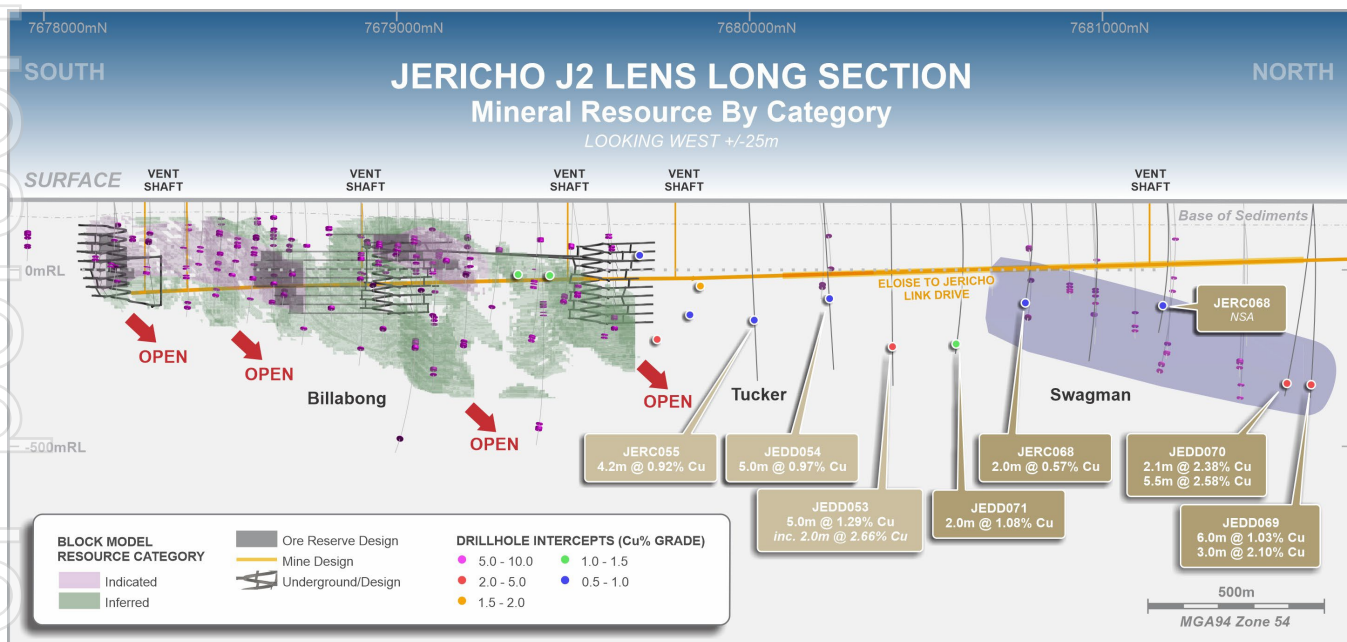 7678000mN
7679000mN
7680000mN
7681000mN
SOUTH
NORTH
JERICHO J2 LENS LONG SECTION
Mineral Resource By Category
LOOKING WEST +/-25m
SURFACE
VENT
SHAFT
VENT
SHAFT
VENT
SHAFT
VENT
SHAFT
VENT
SHAFT
Base of Sediments
0mRL
ELOISE TO JERICHO
LINK DRIVE
JERC068
NSA
OPEN
OPEN
OPEN
OPEN
Billabong
Tucker
Swagman
-500mRL
JERC055
4.2m @ 0.92% Cu
JEDD054
5.0m @ 0.97% Cu
JERC068
2.0m @ 0.57% Cu
JEDD070
2.1m @ 2.38% Cu
5.5m @ 2.58% Cu
JEDD053
5.0m @ 1.29% Cu
inc. 2.0m @ 2.66% Cu
JEDD071
2.0m @ 1.08% Cu
JEDD069
6.0m @ 1.03% Cu
3.0m @ 2.10% Cu
BLOCK MODEL
RESOURCE CATEGORY
Indicated
Inferred
Ore Reserve Design
Mine Design
Underground/Design
DRILLHOLE INTERCEPTS (Cu% GRADE)
5.0 - 10.0
2.0 - 5.0
1.5 - 2.0
1.0 - 1.5
0.5 - 1.0
500m
MGA94 Zone 54